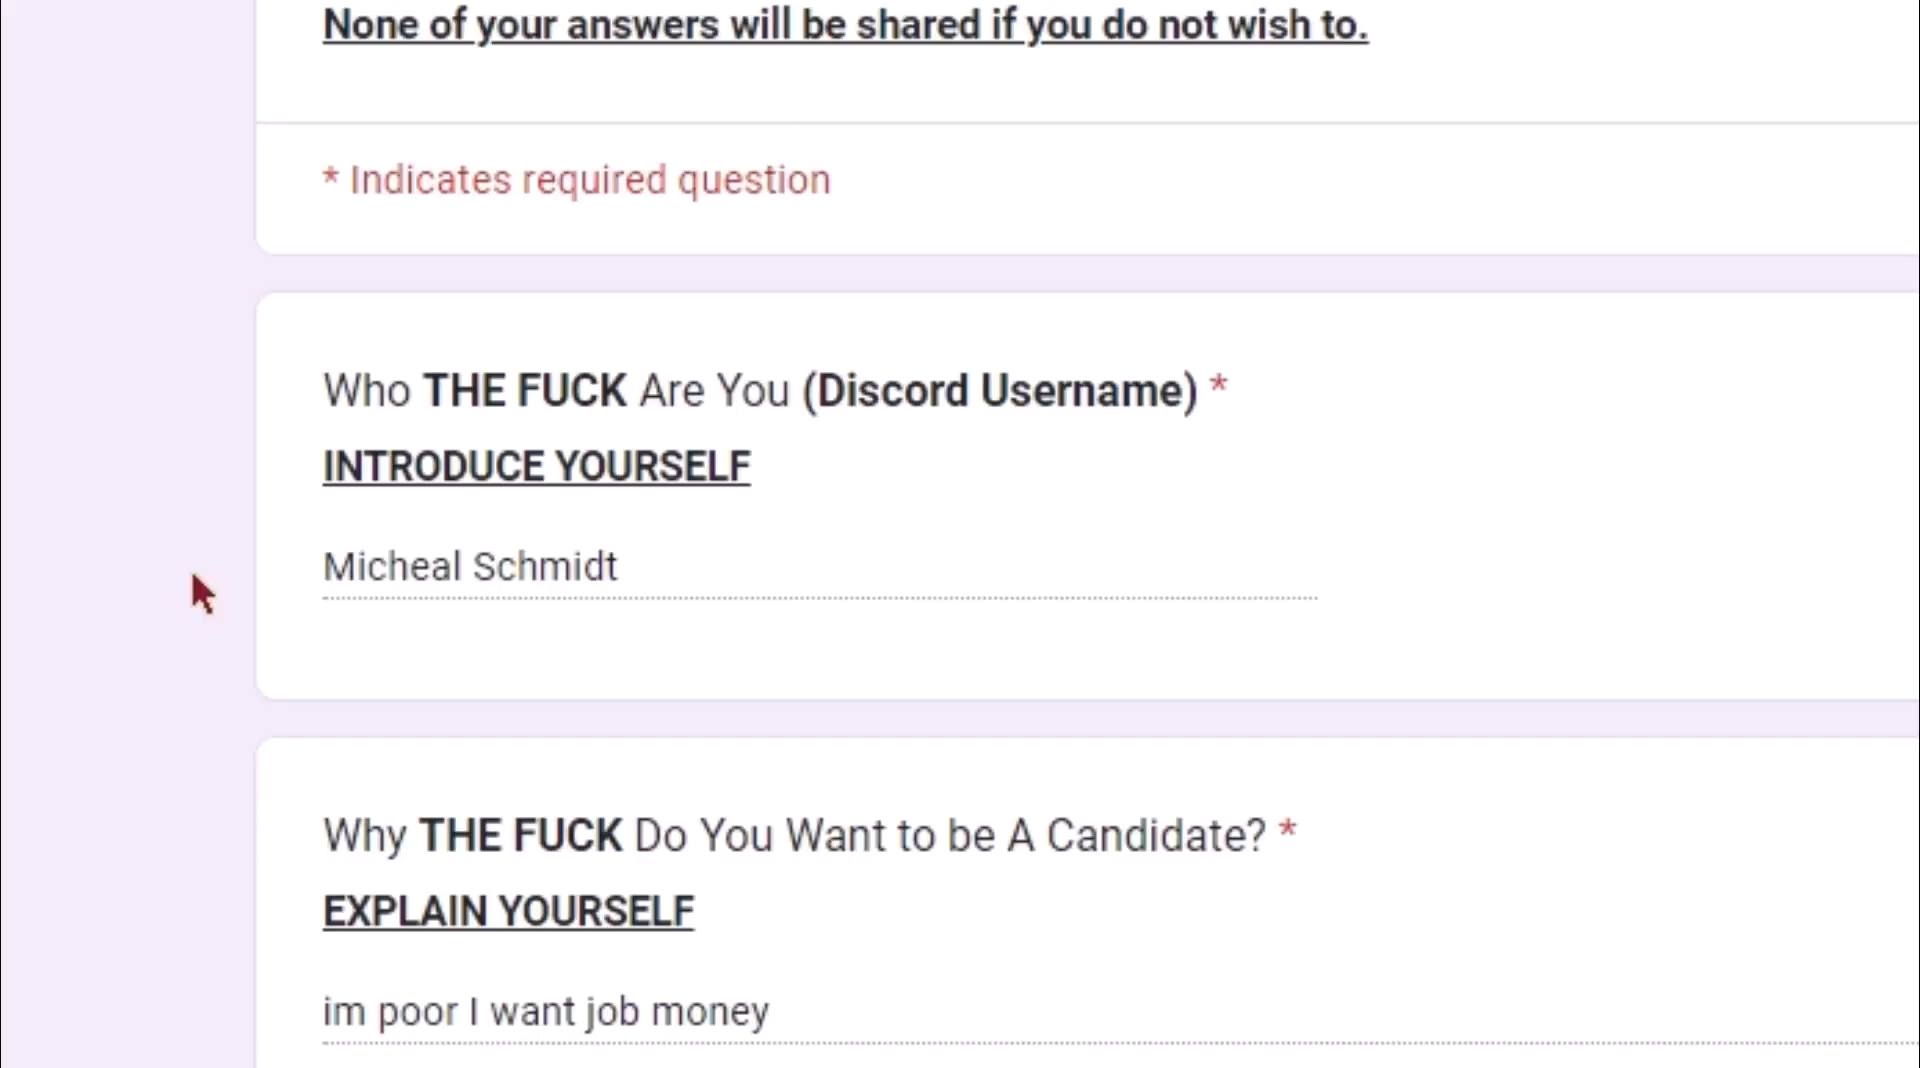 None of your answers will be shared if you do not wish to.
* Indicates required question
Who THE FUCK Are You (Discord Username) *
INTRODUCE YOURSELF
Micheal Schmidt
Why THE FUCK Do You Want to be A Candidate? *
EXPLAIN YOURSELF
im poor I want job money